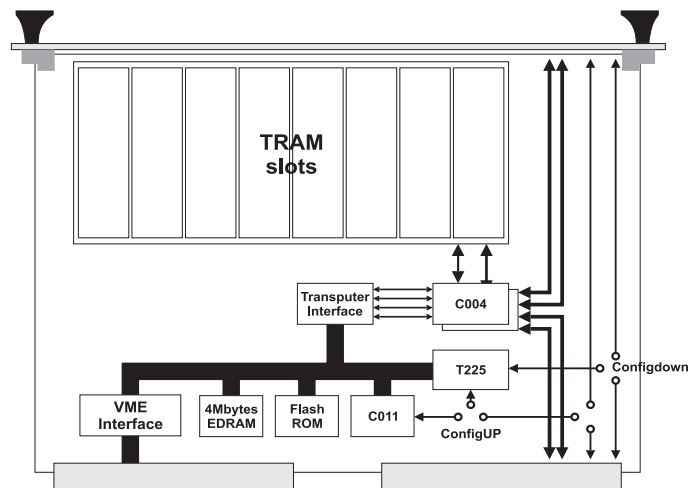 TRAM
slots
Transputer
Interface
C004
T225
Configdown
VME
Interface
4Mbytes
EDRAM
Flash
ROM
C011
ConfigUP